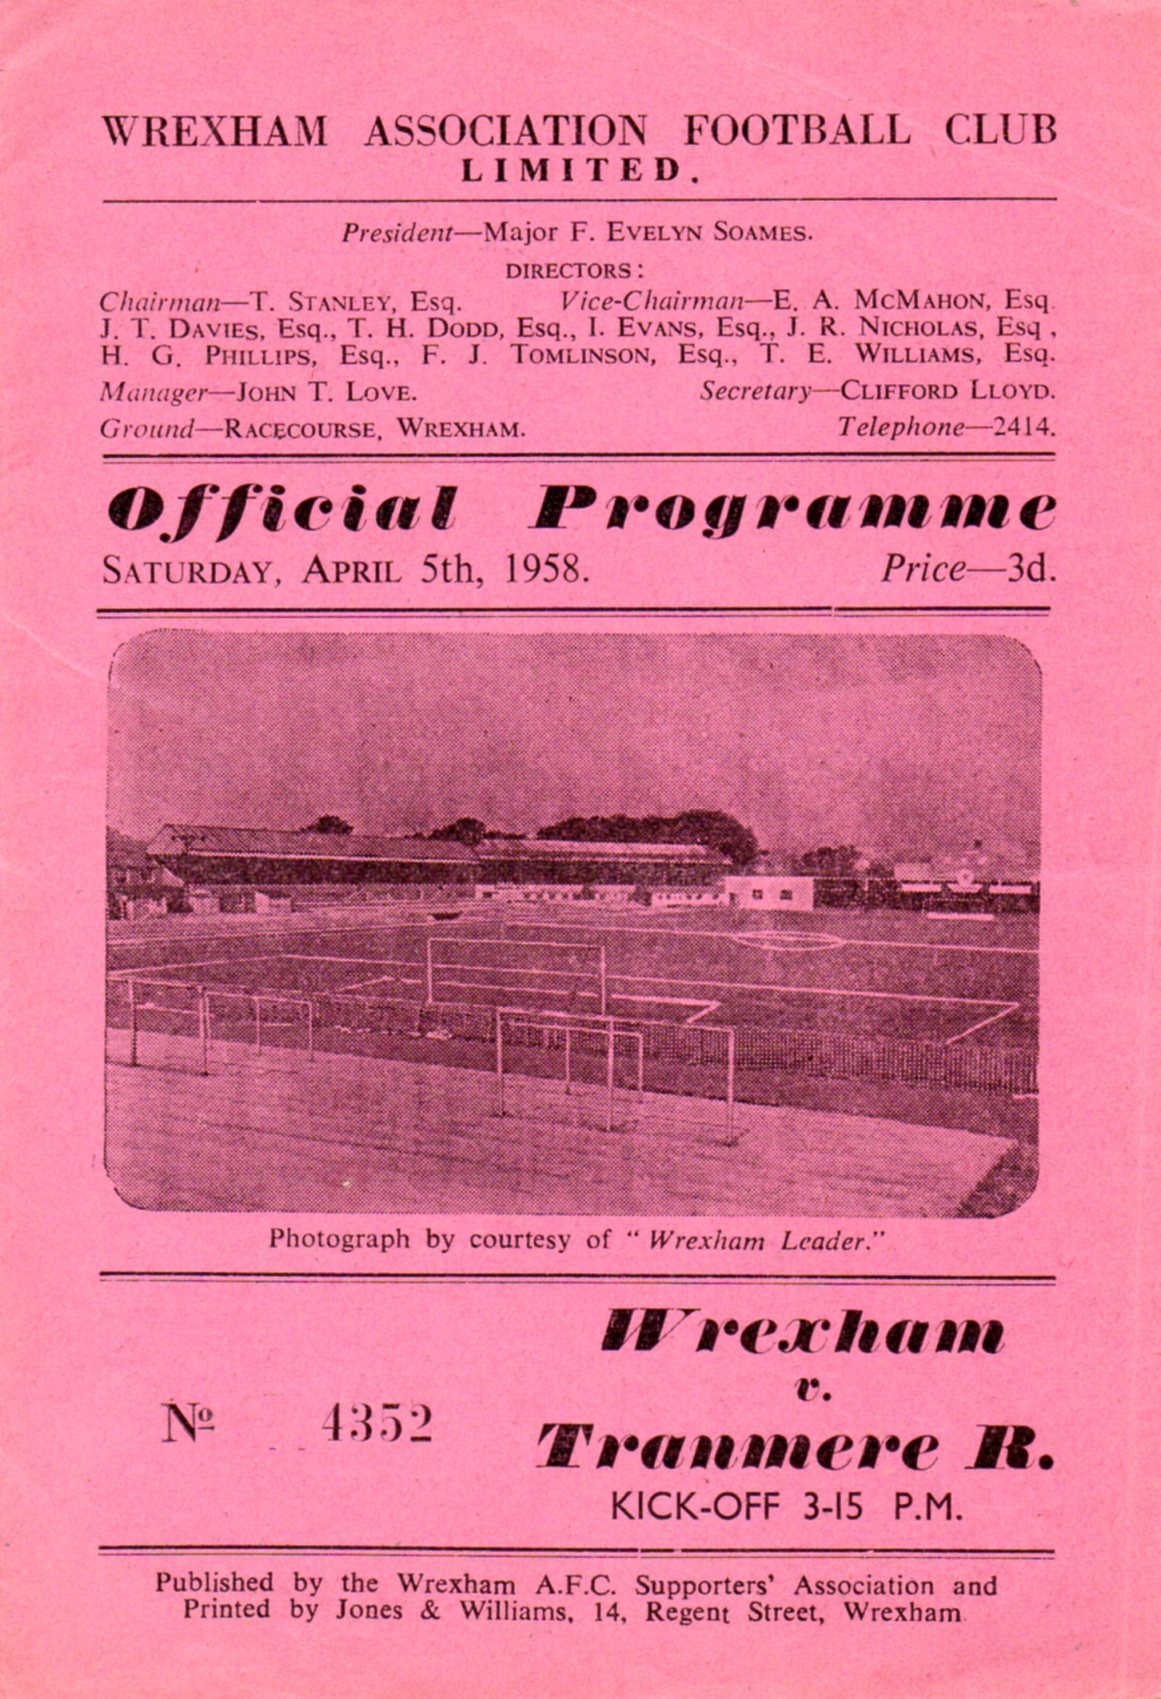 WREXHAM ASSOCIATION FOOTBALL CLUB
LIMITED.
President—Major F. EVELYN SOAMES.
DIRECTORS:
Chairman—T. STANLEY, Esq. Vice-Chairman—E. A. MCMAHON, Esq.
J. T. DAVIES, Esq., T. H. DODD, Esq., I. EVANS, Esq., J. R. NICHOLAS, Esq.,
H. G. PHILLIPS, Esq., F. J. TOMLINSON, Esq., T. E. WILLIAMS, Esq.
Manager—JOHN T. LOVE. Secretary—CLIFFORD LLOYD.
Ground—RACECOURSE, WREXHAM. Telephone—2414.
Official Programme
SATURDAY, APRIL 5th, 1958. Price—3d.
Photograph by courtesy of "Wrexham Leader."
Wrexham
v.
Tranmere R.
Nº 4352
KICK-OFF 3-15 P.M.
Published by the Wrexham A.F.C. Supporters' Association and
Printed by Jones & Williams, 14, Regent Street, Wrexham.